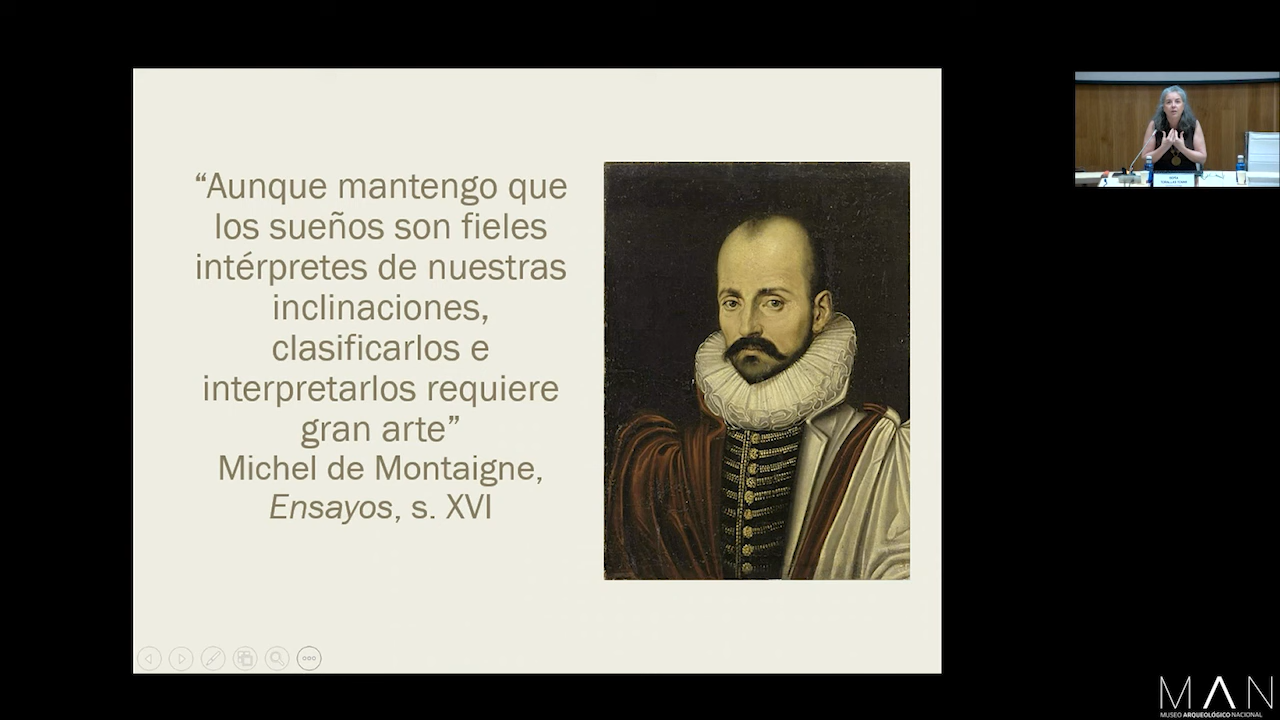 “Aunque mantengo que
los sueños son fieles
intérpretes de nuestras
inclinaciones,
clasificarlos e
interpretarlos requiere
gran arte”
Michel de Montaigne,
Ensayos, s. XVI
MAN
MUSEO ARQUEOLÓGICO NACIONAL